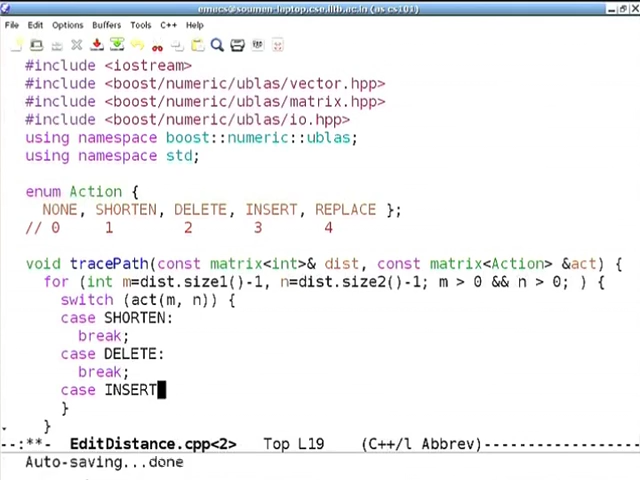 emacs@soumen-laptop.cse.iitb.ac.in (as cs101)
File Edit Options Buffers Tools C++ Help
#include <iostream>
#include <boost/numeric/ublas/vector.hpp>
#include <boost/numeric/ublas/matrix.hpp>
#include <boost/numeric/ublas/io.hpp>
using namespace boost::numeric::ublas;
using namespace std;
enum Action {
NONE, SHORTEN, DELETE, INSERT, REPLACE };
// 0 1 2 3 4
void tracePath(const matrix<int>& dist, const matrix<Action> &act) {
for (int m=dist.size1()-1, n=dist.size2()-1; m > 0 && n > 0; ) {
switch (act(m, n)) {
case SHORTEN:
break;
case DELETE:
break;
case INSERT
}
}
--:**- EditDistance.cpp<2> Top L19 (C++/l Abbrev)-----------------
Auto-saving...done